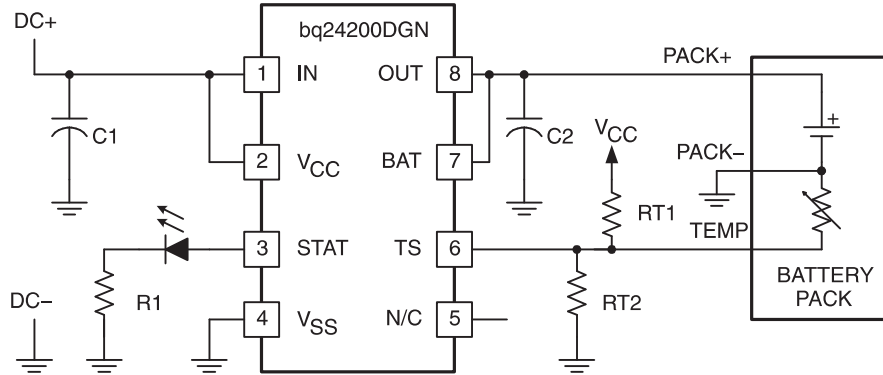 DC+
bq24200DGN
1 IN OUT 8
PACK+
C1
C2
VCC
2 VCC BAT 7
PACK–
+
RT1
3 STAT TS 6
TEMP
R1
DC–
RT2
BATTERY
PACK
4 VSS N/C 5